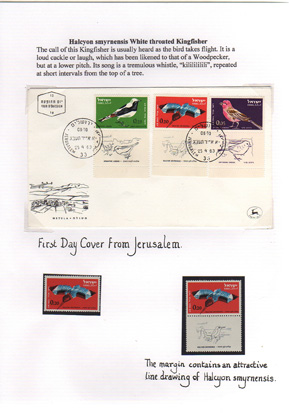 Halcyon smyrnensis White throated Kingfisher
The call of this Kingfisher is usually heard as the bird takes flight. It is a
loud cackle or laugh, which has been likened to that of a Woodpecker,
but at a lower pitch. Its song is a tremulous whistle, "kilililililili", repeated
at short intervals from the top of a tree.
First Day Cover From Jerusalem.
The margin contains an attractive
line drawing of Halcyon smyrnensis.